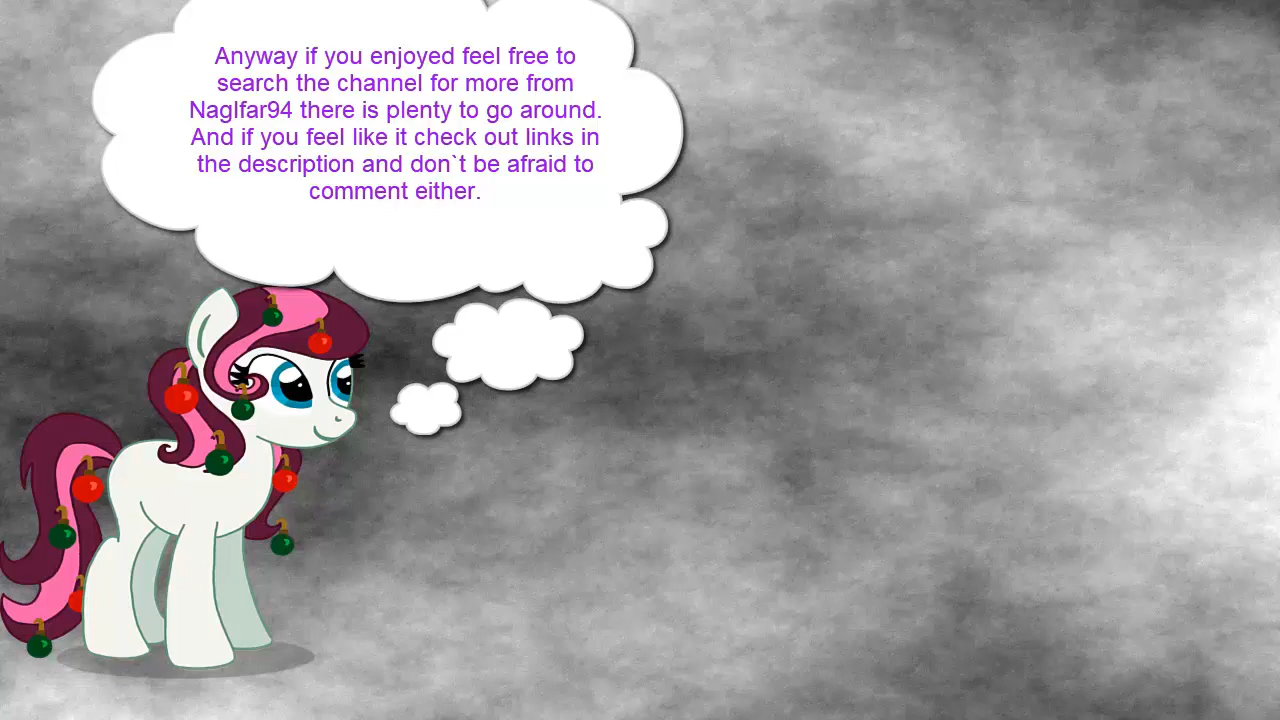 Anyway if you enjoyed feel free to
search the channel for more from
Naglfar94 there is plenty to go around.
And if you feel like it check out links in
the description and don`t be afraid to
comment either.